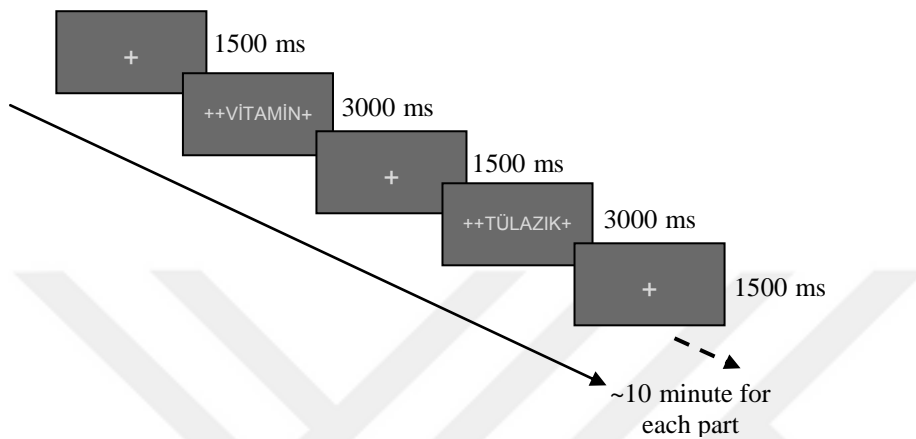 +
1500 ms
++VİTAMİN+
3000 ms
+
1500 ms
++TÜLAZIK+
3000 ms
+
1500 ms
~10 minute for
each part